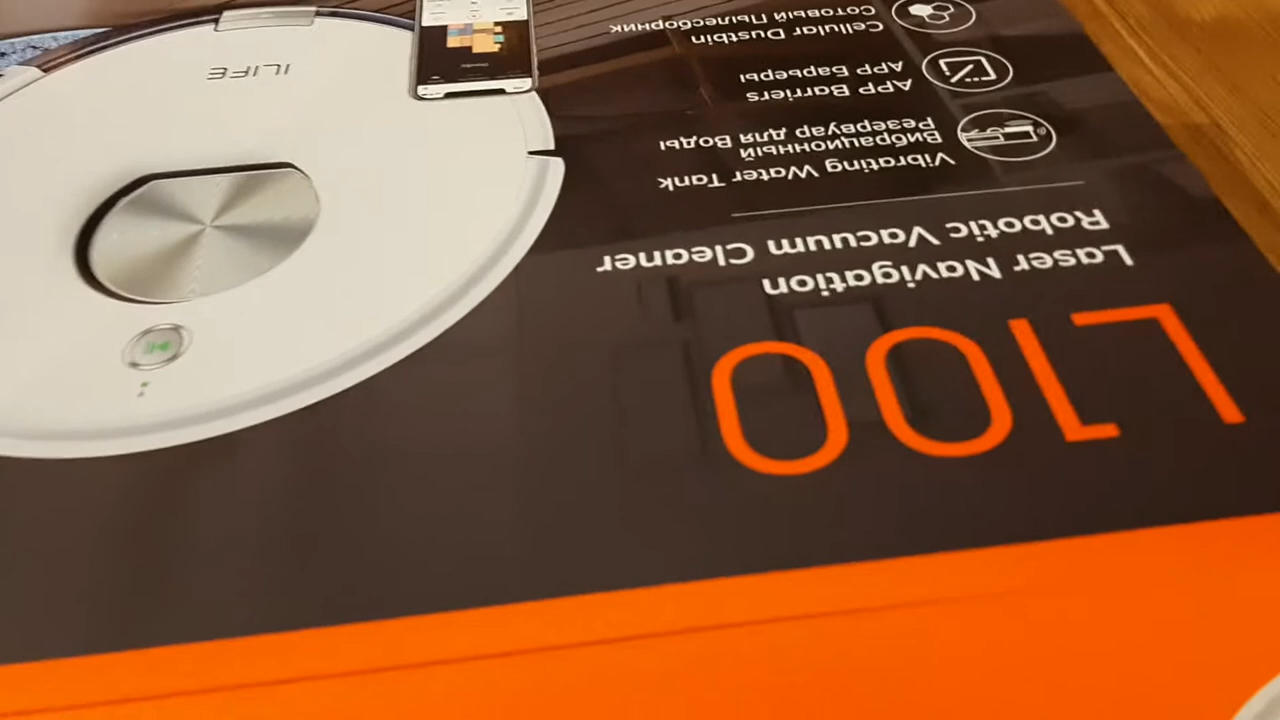 L100
Laser Navigation
Robotic Vacuum Cleaner
Vibrating Water Tank
Вибрационный
Резервуар для Воды
APP Barriers
APP Барьеры
Cellular Dustbin
Сотовый Пылесборник
ILIFE